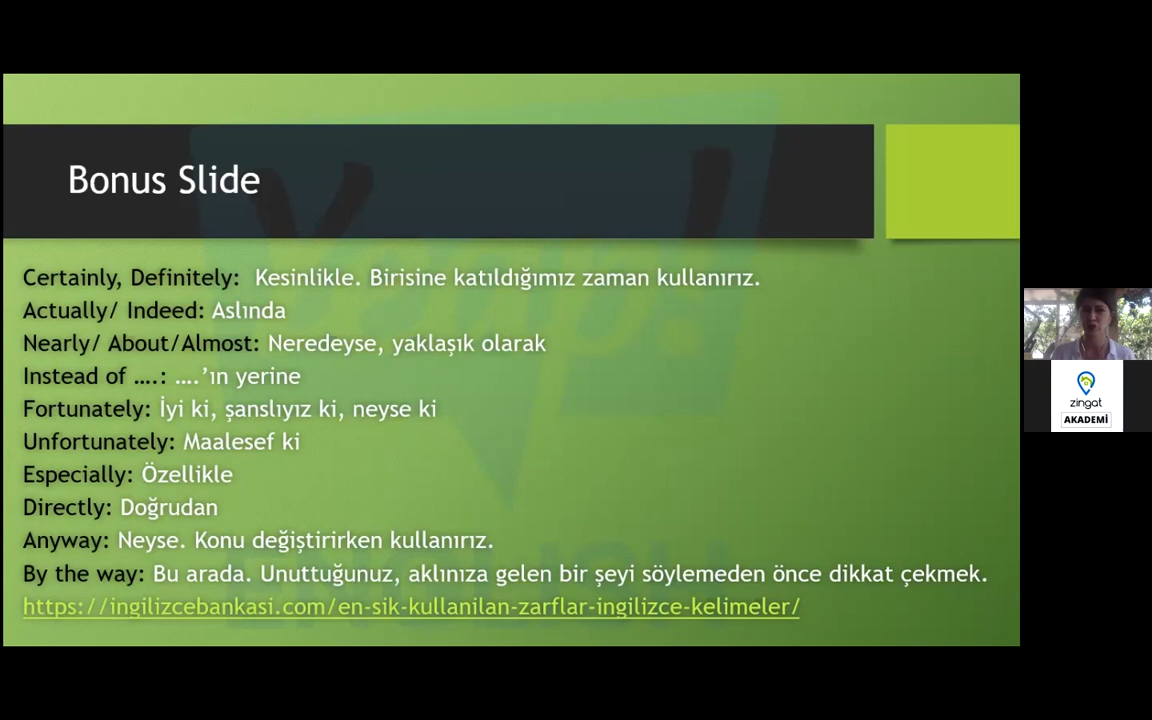 Bonus Slide
Certainly, Definitely: Kesinlikle. Birisine katıldığımız zaman kullanırız.
Actually/ Indeed: Aslında
Nearly/ About/Almost: Neredeyse, yaklaşık olarak
Instead of ….: ….’ın yerine
Fortunately: İyi ki, şanslıyız ki, neyse ki
Unfortunately: Maalesef ki
Especially: Özellikle
Directly: Doğrudan
Anyway: Neyse. Konu değiştirirken kullanırız.
By the way: Bu arada. Unuttuğunuz, aklınıza gelen bir şeyi söylemeden önce dikkat çekmek.
https://ingilizcebankasi.com/en-sik-kullanilan-zarflar-ingilizce-kelimeler/
zingat
AKADEMİ